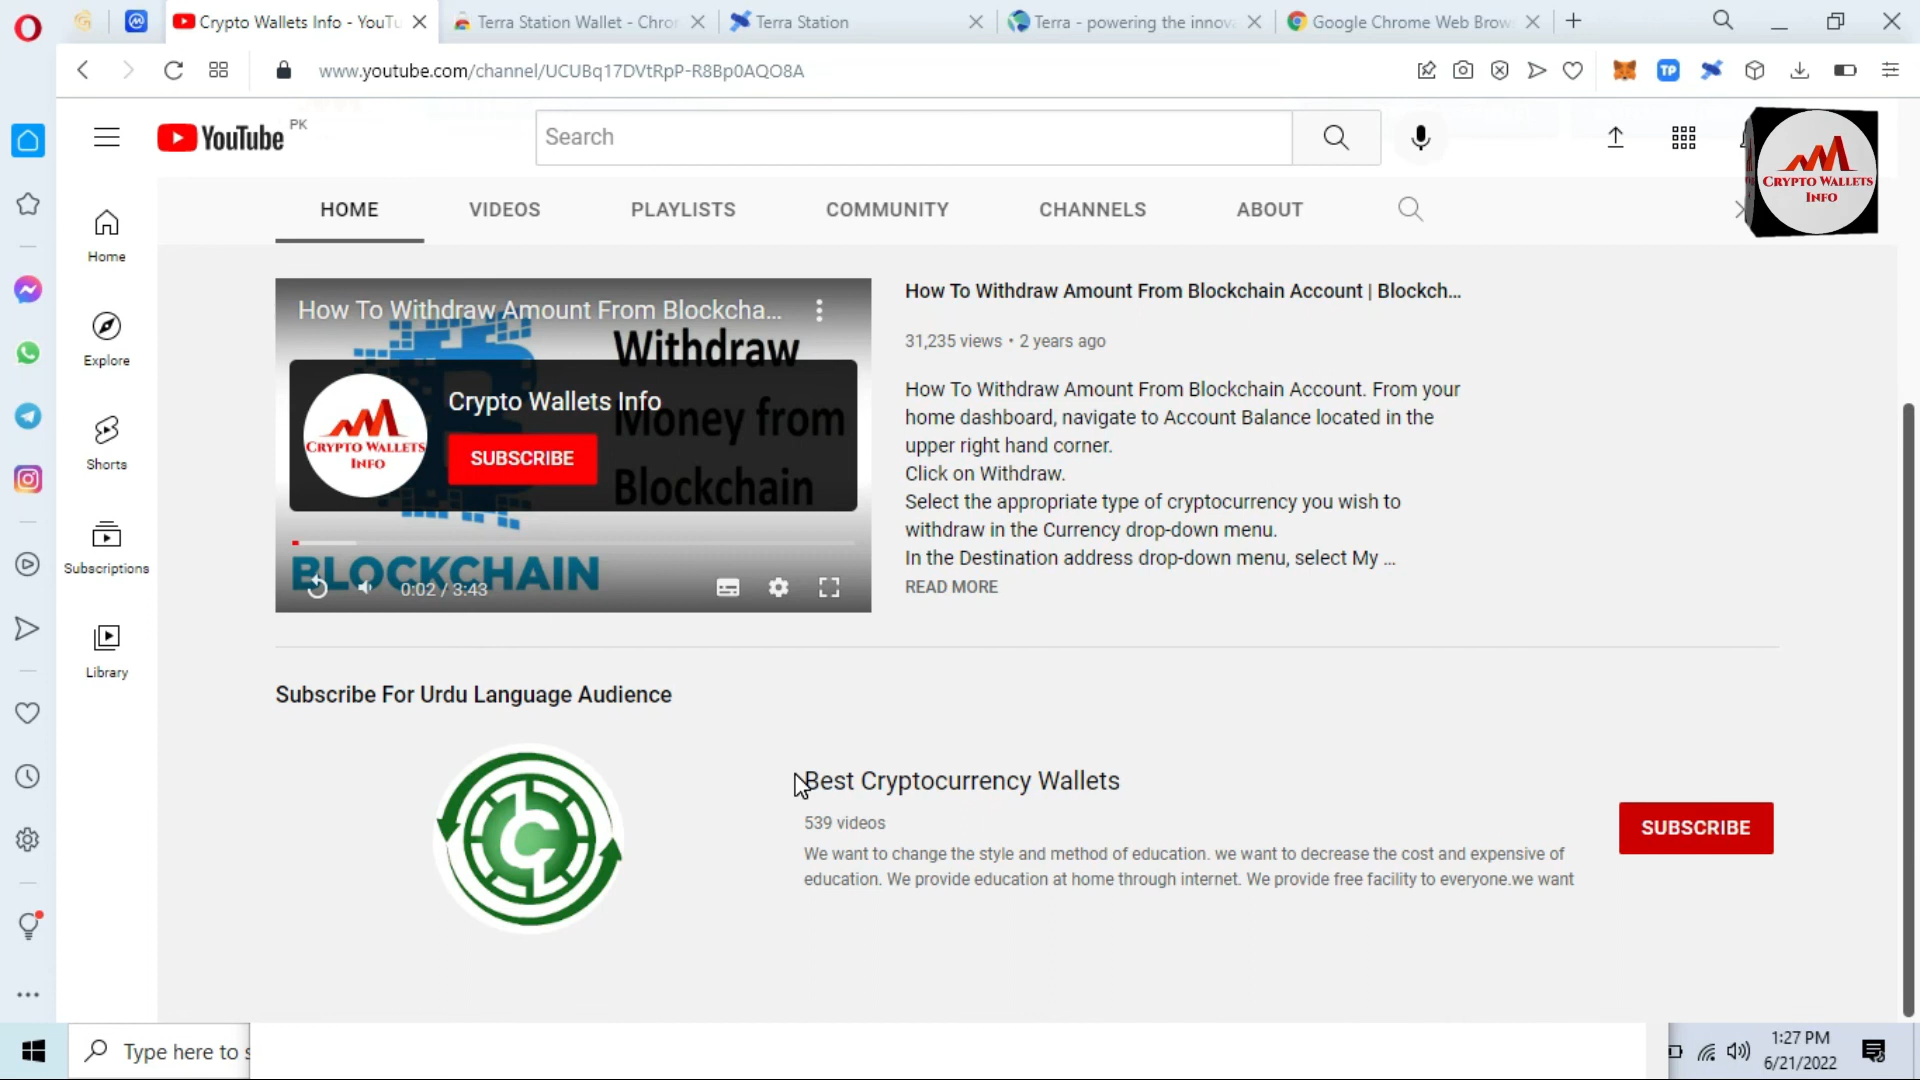 Crypto Wallets Info - YouTu
Terra Station Wallet - Chror
Terra Station
Terra - powering the innova
Google Chrome Web Brow
www.youtube.com/channel/UCUBq17DVtRpP-R8Bp0AQO8A
TP
YouTube PK
Search
CRYPTO WALLETS
INFO
HOME
VIDEOS
PLAYLISTS
COMMUNITY
CHANNELS
ABOUT
Home
Explore
Shorts
Subscriptions
Library
How To Withdraw Amount From Blockcha...
Withdraw
Money from
Blockchain
Crypto Wallets Info
SUBSCRIBE
CRYPTO WALLETS
INFO
BLOCKCHAIN
0:02 / 3:43
How To Withdraw Amount From Blockchain Account | Blockch...
31,235 views • 2 years ago
How To Withdraw Amount From Blockchain Account. From your
home dashboard, navigate to Account Balance located in the
upper right hand corner.
Click on Withdraw.
Select the appropriate type of cryptocurrency you wish to
withdraw in the Currency drop-down menu.
In the Destination address drop-down menu, select My ...
READ MORE
Subscribe For Urdu Language Audience
Best Cryptocurrency Wallets
539 videos
We want to change the style and method of education. we want to decrease the cost and expensive of
education. We provide education at home through internet. We provide free facility to everyone.we want
SUBSCRIBE
Type here to s
1:27 PM
6/21/2022